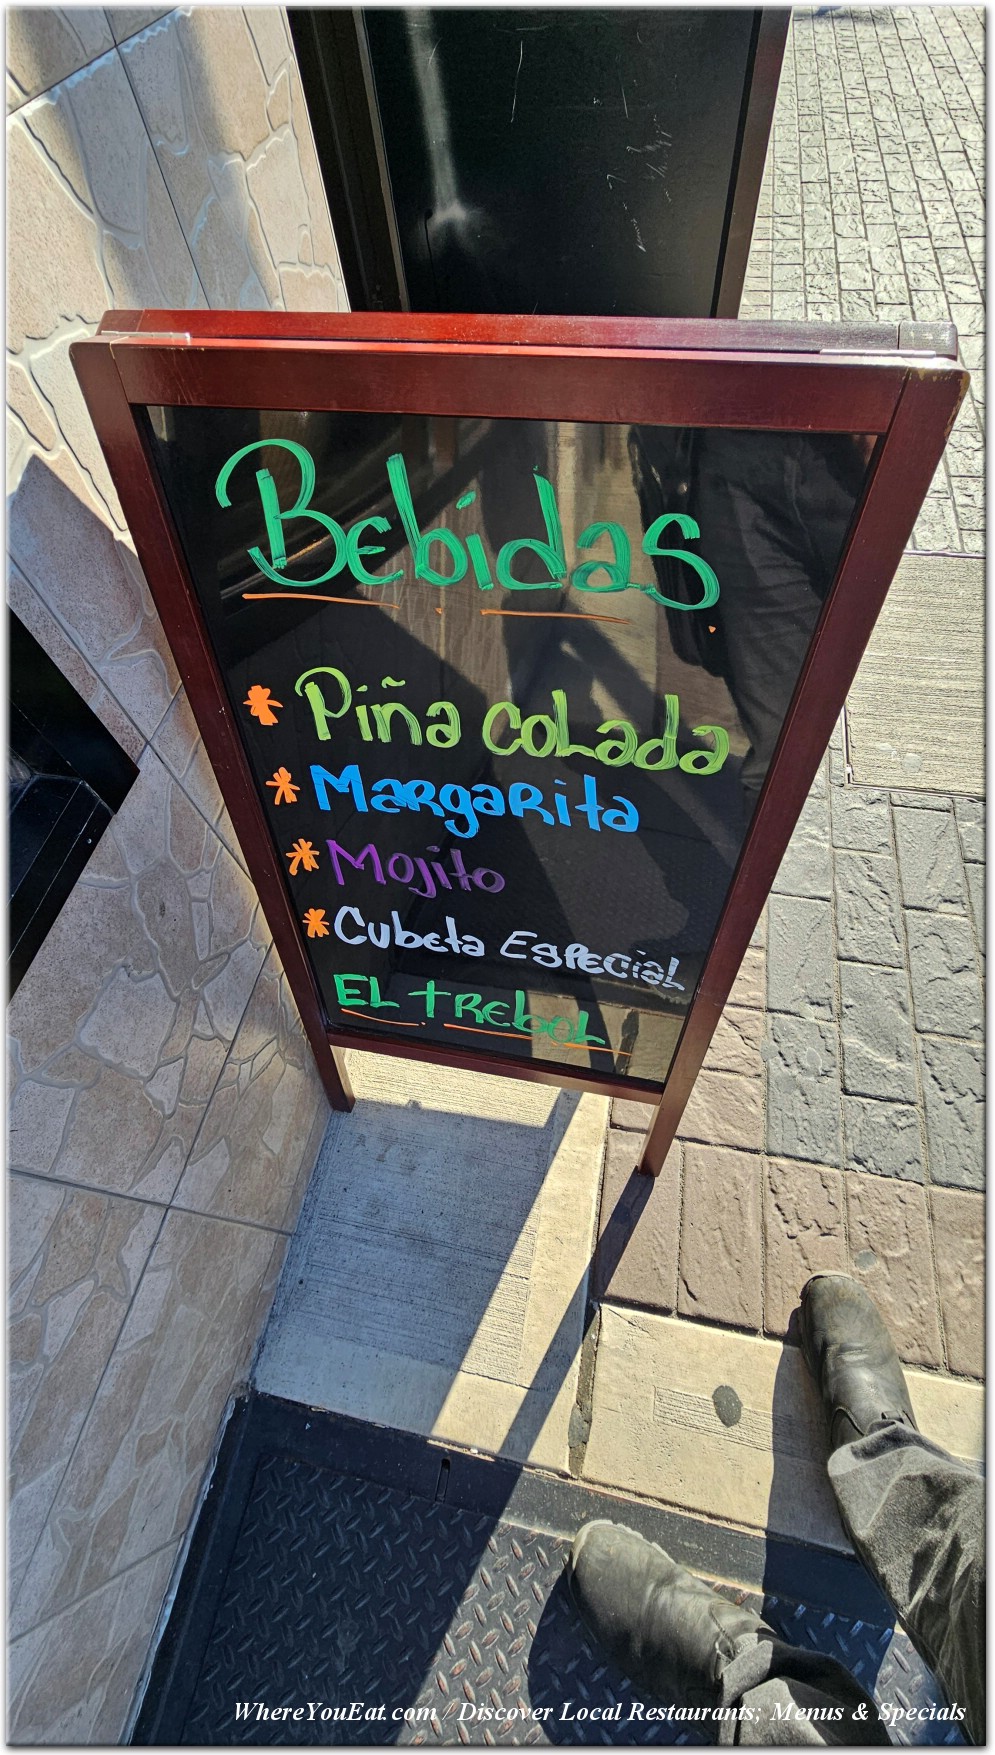 Bebidas
* Piña colada
* Margarita
* Mojito
* Cubeta Especial
El trebol
WhereYouEat.com / Discover Local Restaurants; Menus & Specials